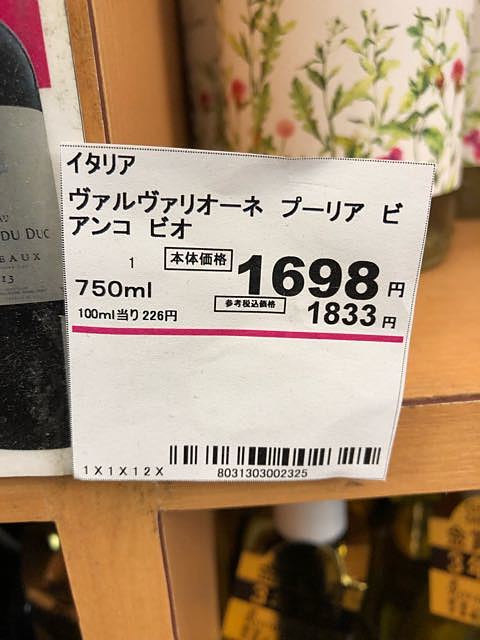 イタリア
ヴァルヴァリオーネ プーリア ビ
アンコ ビオ
1 本体価格 1698円
750ml 参考税込価格 1833円
100ml当り 226円
1X1X12X
8031303002325
DU DUC